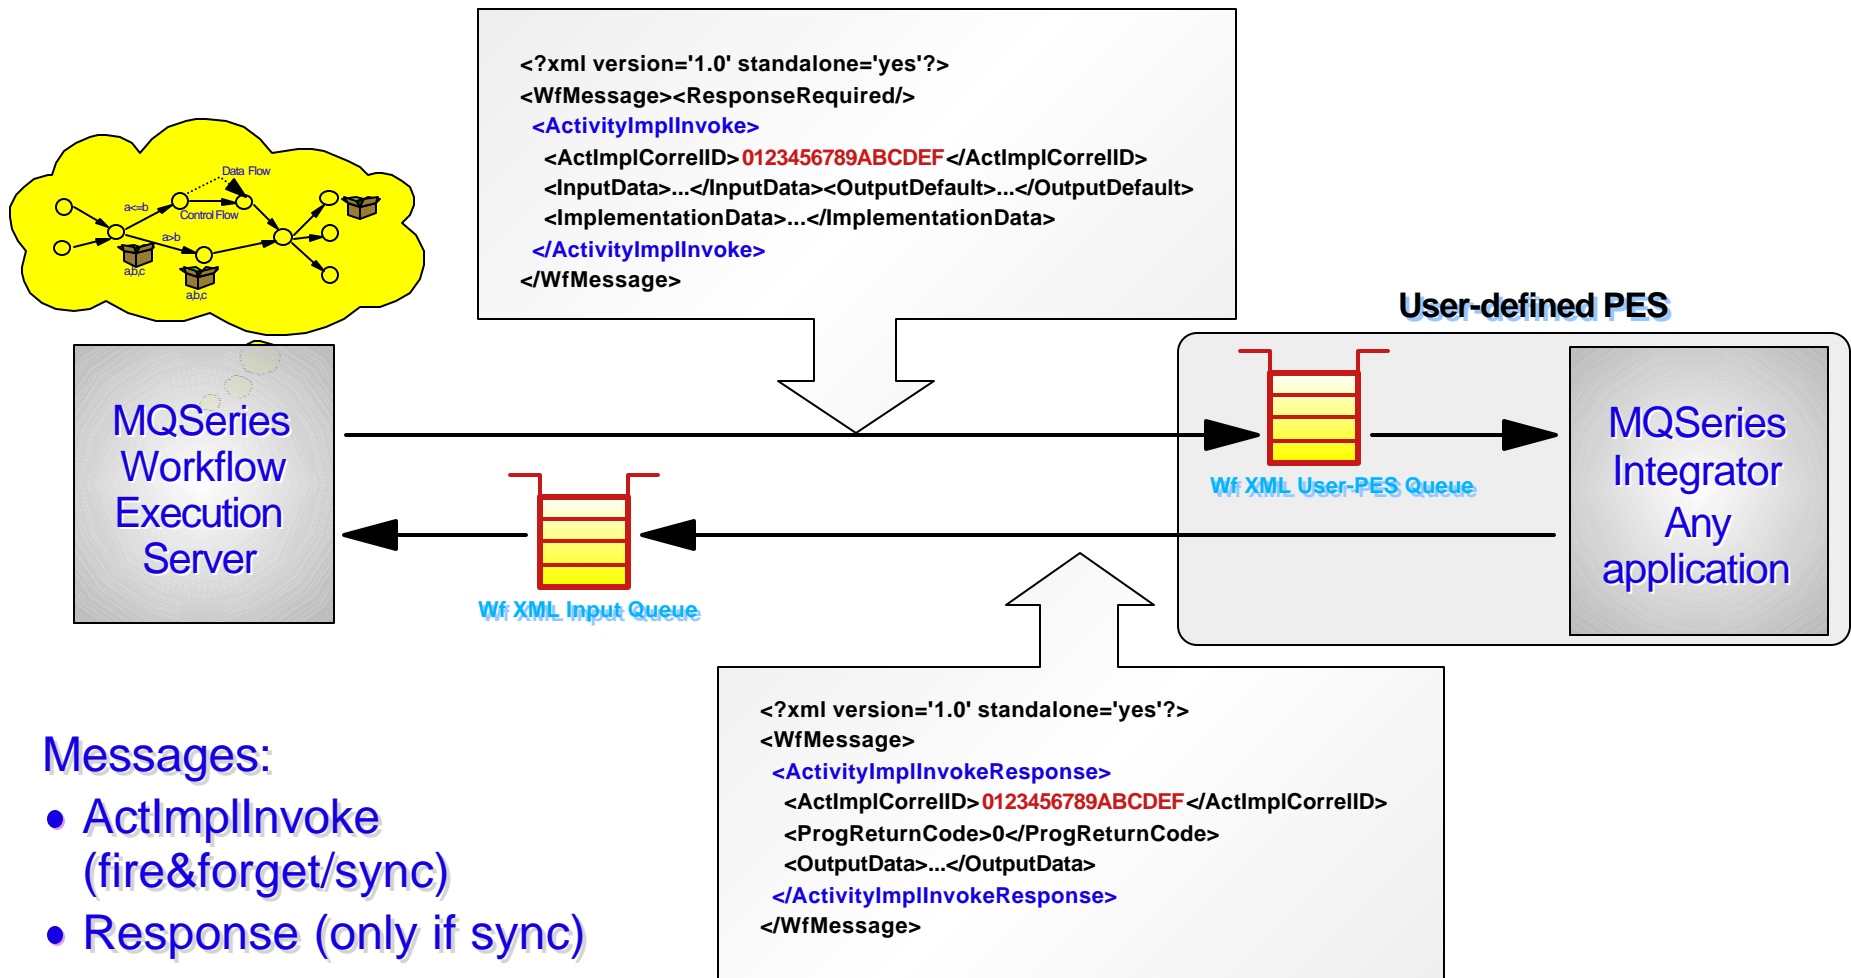 <?xml version='1.0' standalone='yes'?>
<WfMessage><ResponseRequired/>
<ActivityImplInvoke>
<ActImplCorrelID>0123456789ABCDEF</ActImplCorrelID>
<InputData>...</InputData><OutputDefault>...</OutputDefault>
<ImplementationData>...</ImplementationData>
</ActivityImplInvoke>
</WfMessage>
Data Flow
a<=b
Control Flow
a>b
a,b,c
a,b,c
User-defined PES
MQSeries
Workflow
Execution
Server
Wf XML User-PES Queue
MQSeries
Integrator
Any
application
Wf XML Input Queue
<?xml version='1.0' standalone='yes'?>
<WfMessage>
<ActivityImplInvokeResponse>
<ActImplCorrelID>0123456789ABCDEF</ActImplCorrelID>
<ProgReturnCode>0</ProgReturnCode>
<OutputData>...</OutputData>
</ActivityImplInvokeResponse>
</WfMessage>
Messages:
• ActImplInvoke
(fire&forget/sync)
• Response (only if sync)